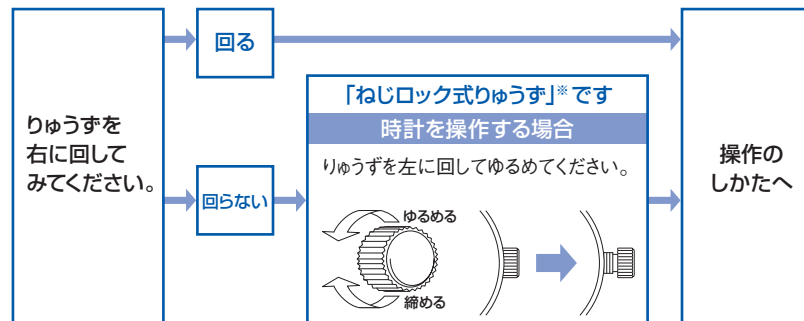 りゅうずを
右に回して
みてください。
回る
回らない
「ねじロック式りゅうず」※です
時計を操作する場合
りゅうずを左に回してゆるめてください。
ゆるめる
締める
操作の
しかたへ